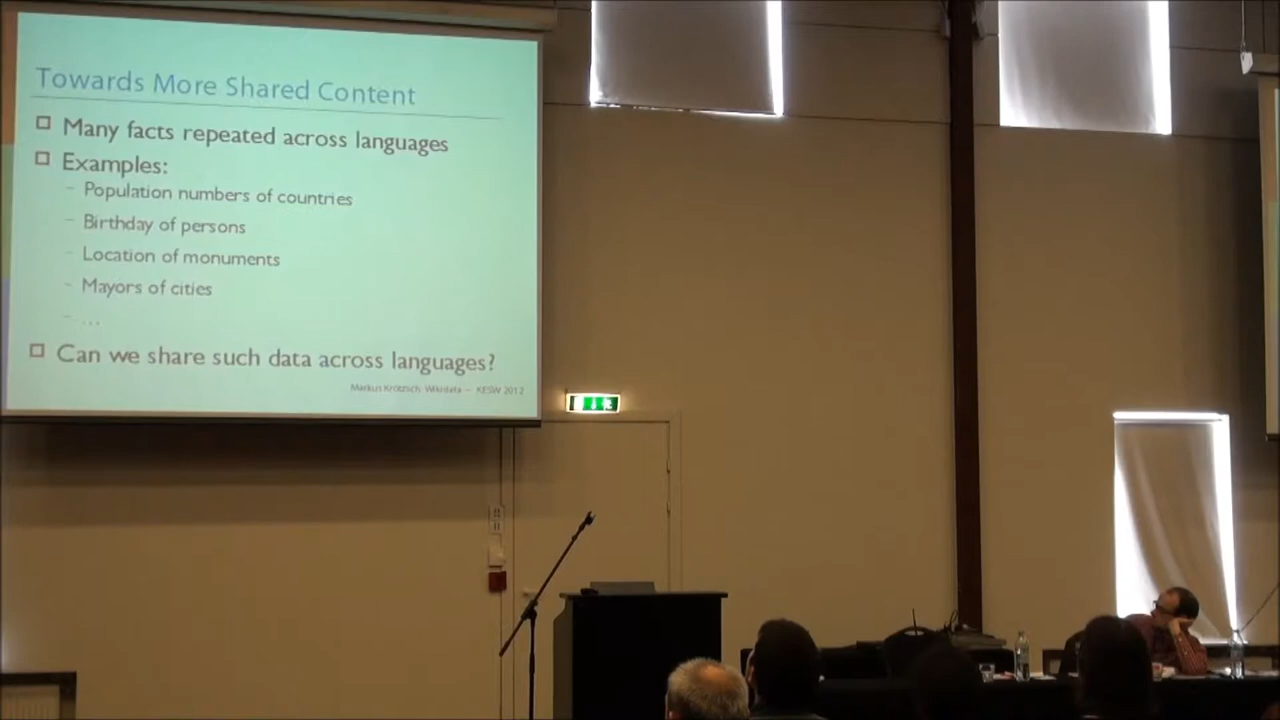 Towards More Shared Content
Many facts repeated across languages
Examples:
– Population numbers of countries
– Birthday of persons
– Location of monuments
– Mayors of cities
– ...
Can we share such data across languages?
Markus Krötzsch: Wikidata – KESW 2012